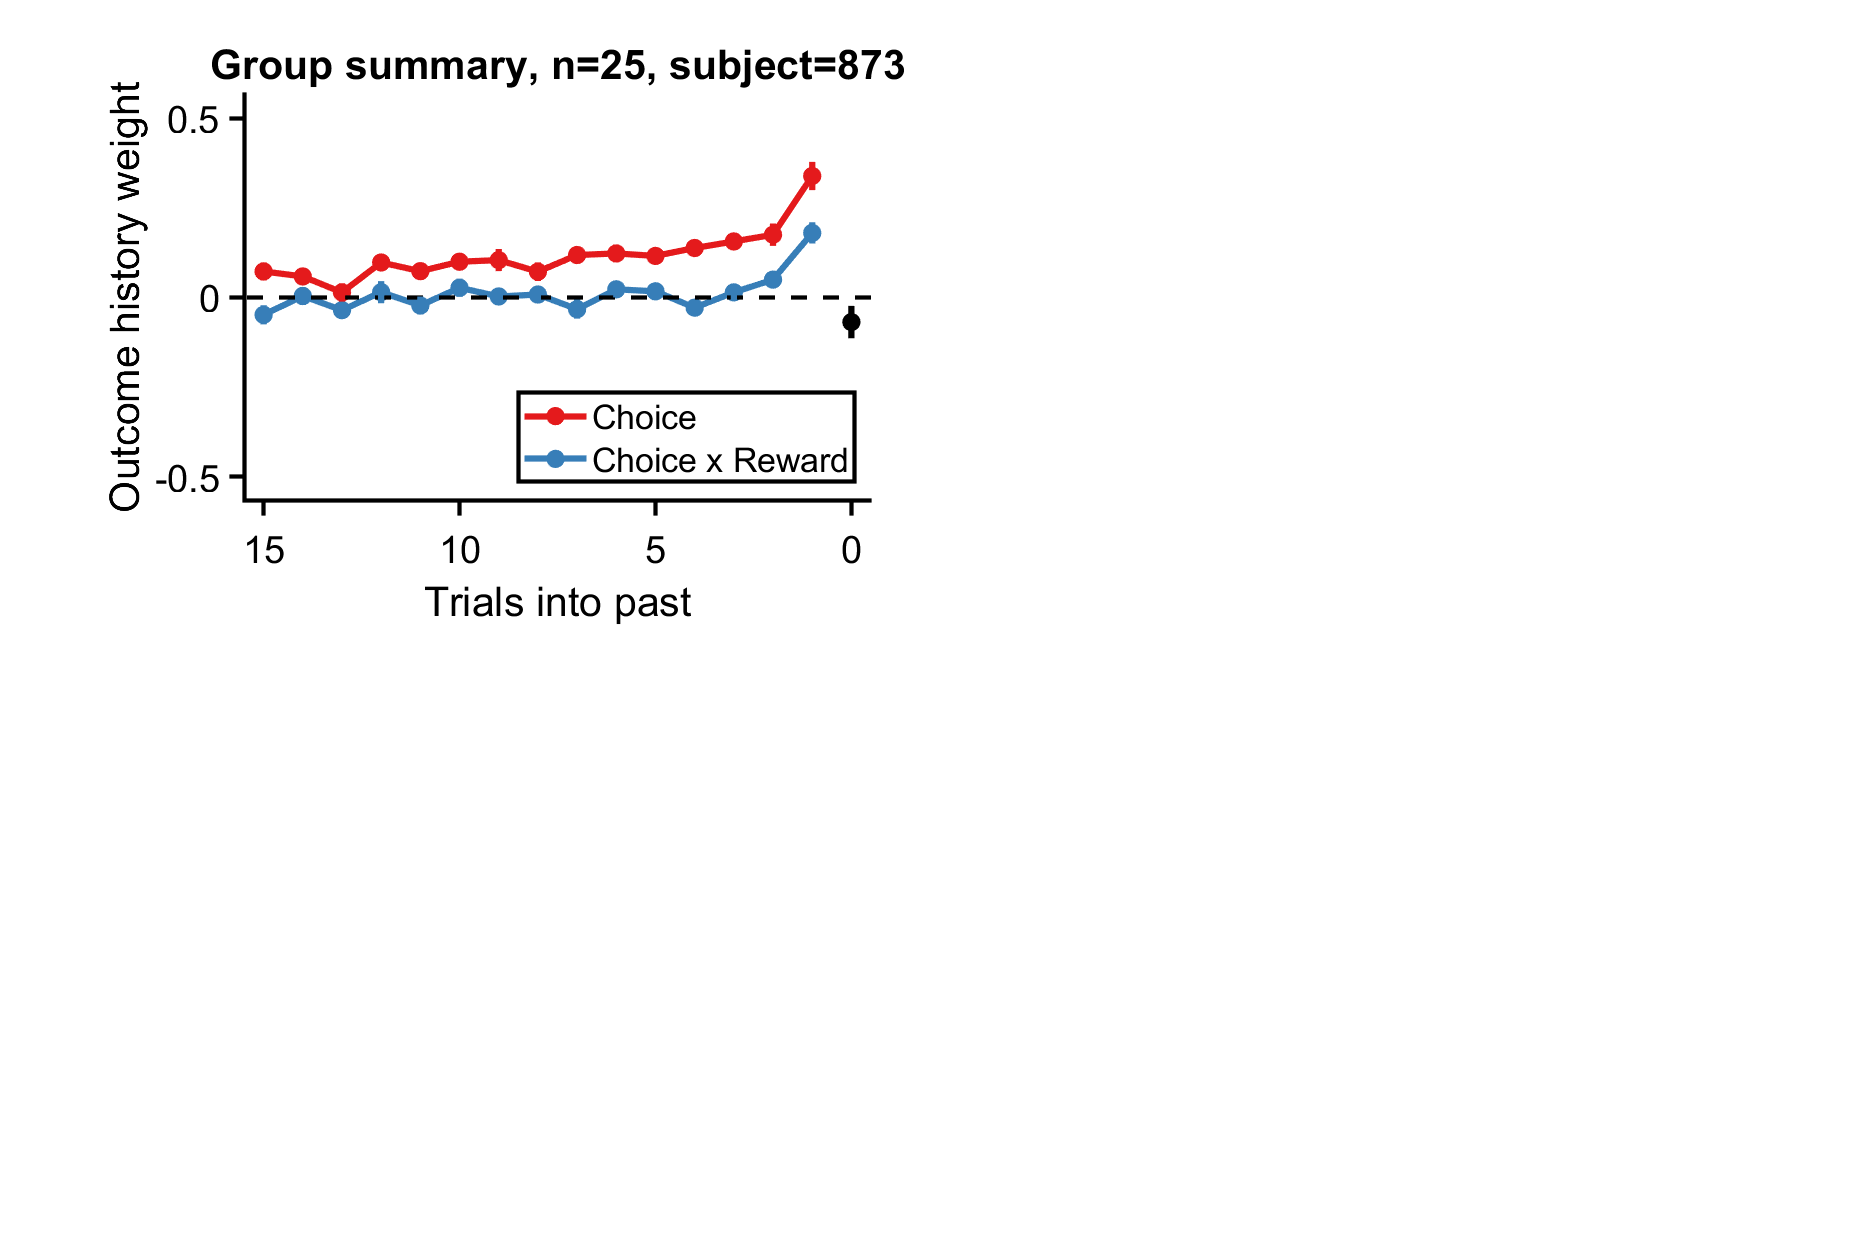 Group summary, n=25, subject=873
Outcome history weight
0.5
0
-0.5
Choice
Choice x Reward
15 10 5 0
Trials into past